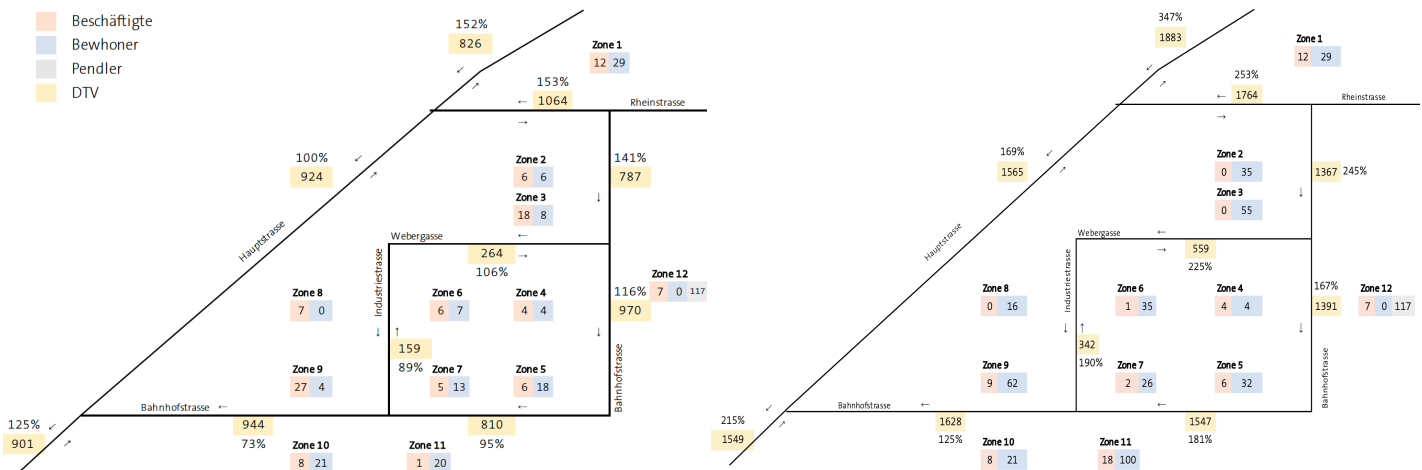 Beschäftigte
Bewhoner
Pendler
DTV
152%
826
Zone 1
12 29
153%
1064
Rheinstrasse
100%
924
Zone 2
6 6
141%
787
Zone 3
18 8
Hauptstrasse
Webergasse
264
106%
Industriestrasse
Zone 12
7 0 117
116%
970
Zone 8
7 0
Zone 6
6 7
Zone 4
4 4
159
89%
Zone 9
27 4
Zone 7
5 13
Zone 5
6 18
Bahnhofstrasse
Bahnhofstrasse
125%
901
944
73%
810
95%
Zone 10
8 21
Zone 11
1 20
347%
1883
Zone 1
12 29
253%
1764
Rheinstrasse
169%
1565
Zone 2
0 35
1367 245%
Zone 3
0 55
Hauptstrasse
Webergasse
559
225%
Industriestrasse
167%
1391
Zone 12
7 0 117
Zone 8
0 16
Zone 6
1 35
Zone 4
4 4
342
190%
Zone 9
9 62
Zone 7
2 26
Zone 5
6 32
Bahnhofstrasse
Bahnhofstrasse
215%
1549
1628
125%
1547
181%
Zone 10
8 21
Zone 11
18 100